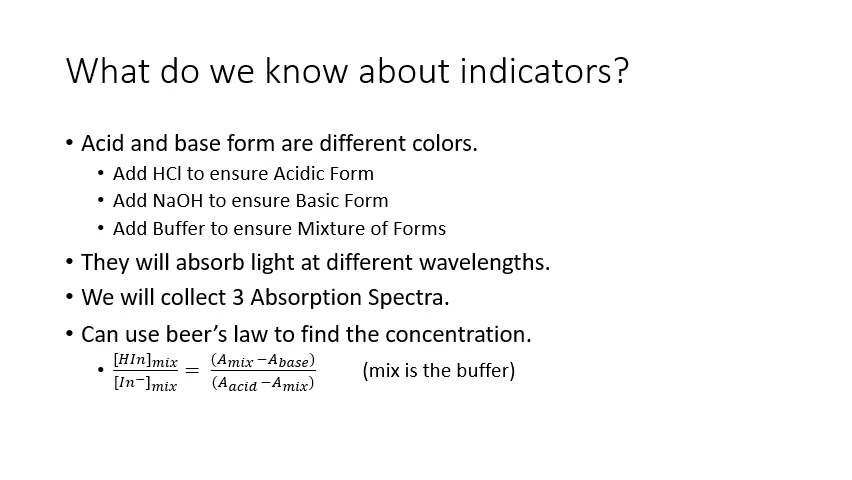 What do we know about indicators?
• Acid and base form are different colors.
• Add HCl to ensure Acidic Form
• Add NaOH to ensure Basic Form
• Add Buffer to ensure Mixture of Forms
• They will absorb light at different wavelengths.
• We will collect 3 Absorption Spectra.
• Can use beer’s law to find the concentration.
• [HIn]mix / [In−]mix = (Amix −Abase) / (Aacid −Amix) (mix is the buffer)